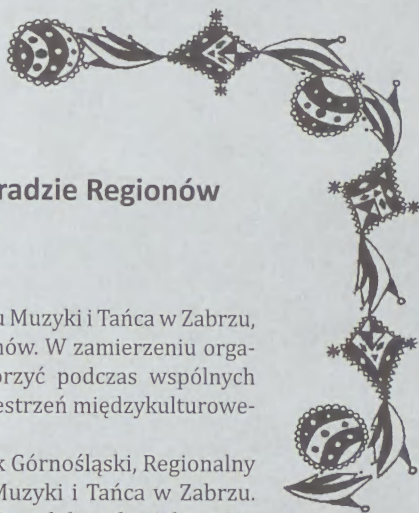 radzie Regionów
u Muzyki i Tańca w Zabrzu,
nów. W zamierzeniu orga-
orzyć podczas wspólnych
estrzeń międzykulturowe-
k Górnośląski, Regionalny
Muzyki i Tańca w Zabrzu.